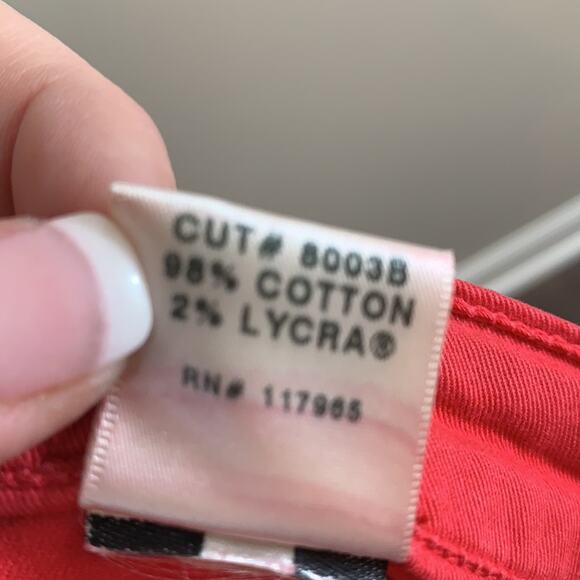 CUT# 8003B
98% COTTON
2% LYCRA®
RN# 117965